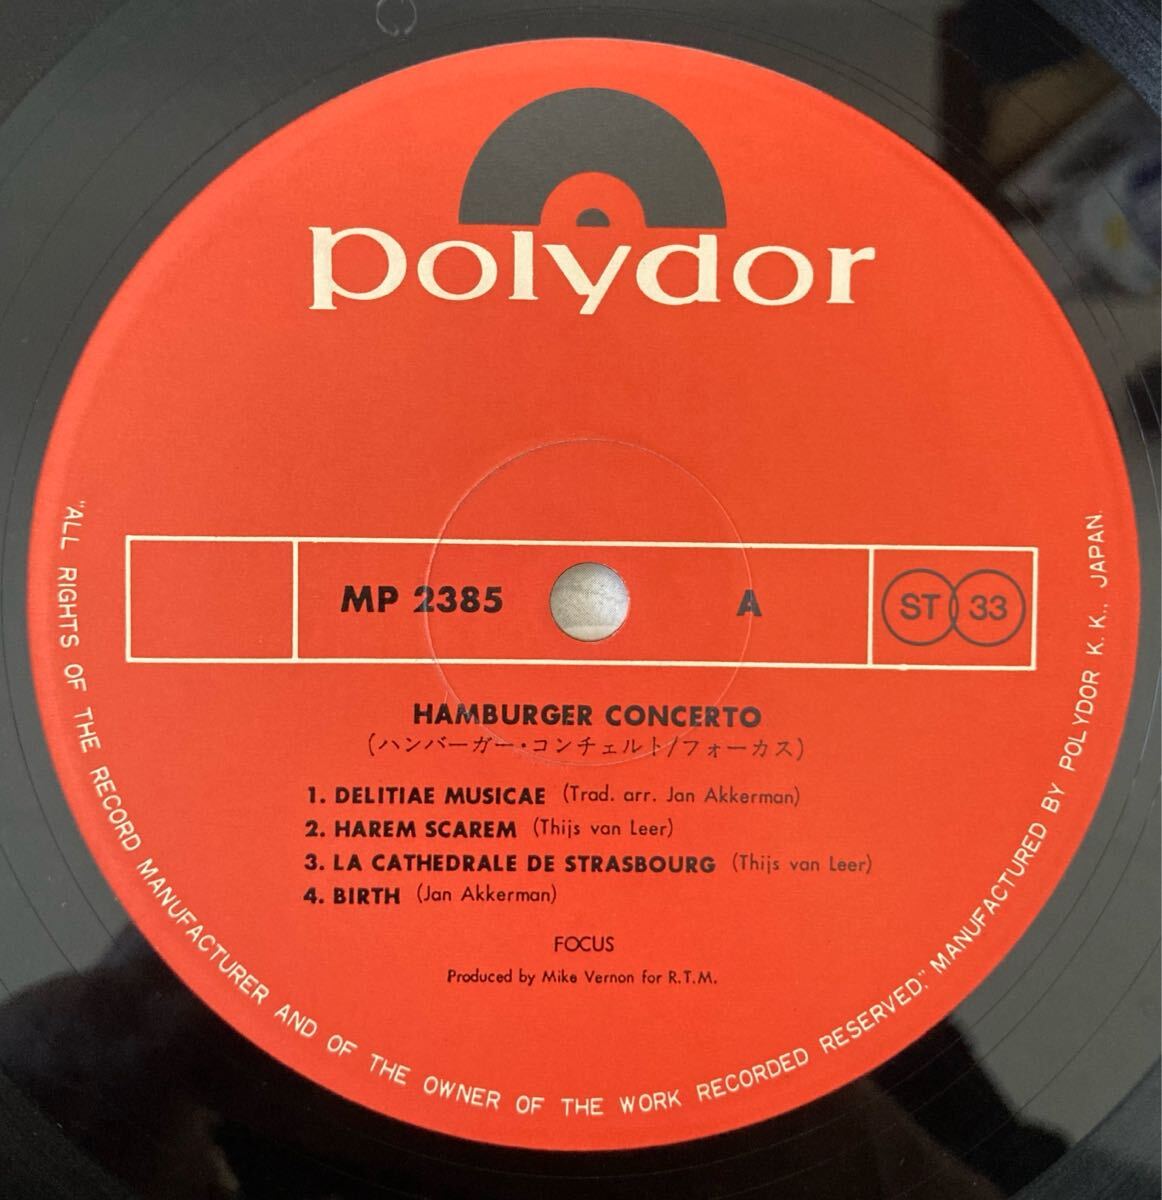 polydor
MP 2385 A ST 33
HAMBURGER CONCERTO
(ハンバーガー・コンチェルト/フォーカス)
1. DELITIAE MUSICAE (Trad. arr. Jan Akkerman)
2. HAREM SCAREM (Thijs van Leer)
3. LA CATHEDRALE DE STRASBOURG (Thijs van Leer)
4. BIRTH (Jan Akkerman)
FOCUS
Produced by Mike Vernon for R.T.M.
"ALL RIGHTS OF THE RECORD MANUFACTURER AND OF THE OWNER OF THE WORK RECORDED RESERVED." MANUFACTURED BY POLYDOR K. K., JAPAN.